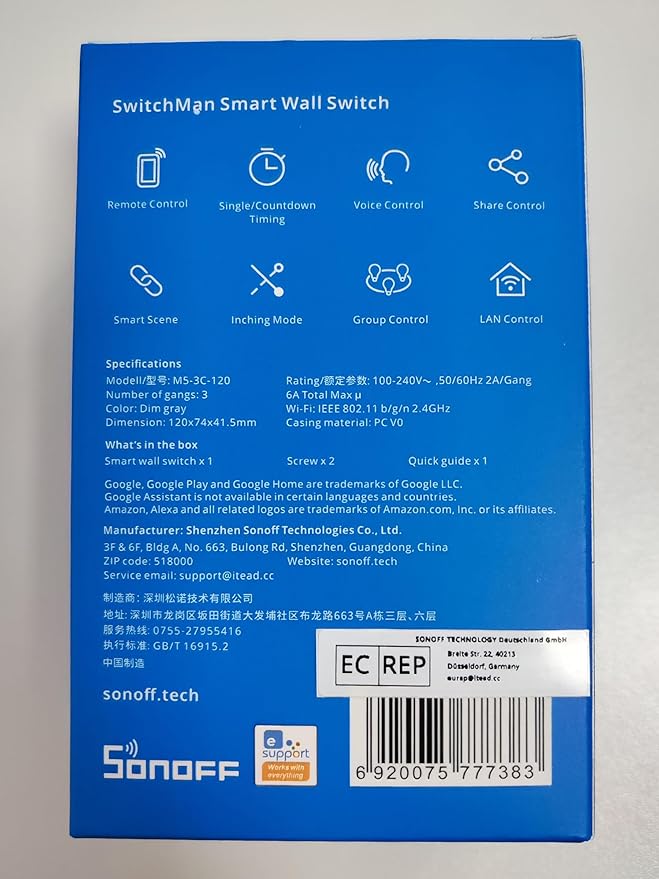 SwitchMan Smart Wall Switch
Remote Control
Single/Countdown
Timing
Voice Control
Share Control
Smart Scene
Inching Mode
Group Control
LAN Control
Specifications
Modell/型号: M5-3C-120
Number of gangs: 3
Color: Dim gray
Dimension: 120x74x41.5mm
Rating/额定参数: 100-240V～ ,50/60Hz 2A/Gang
6A Total Max μ
Wi-Fi: IEEE 802.11 b/g/n 2.4GHz
Casing material: PC V0
What's in the box
Smart wall switch x 1 Screw x 2 Quick guide x 1
Google, Google Play and Google Home are trademarks of Google LLC.
Google Assistant is not available in certain languages and countries.
Amazon, Alexa and all related logos are trademarks of Amazon.com, Inc. or its affiliates.
Manufacturer: Shenzhen Sonoff Technologies Co., Ltd.
3F & 6F, Bldg A, No. 663, Bulong Rd, Shenzhen, Guangdong, China
ZIP code: 518000 Website: sonoff.tech
Service email: support@itead.cc
制造商: 深圳松诺技术有限公司
地址: 深圳市龙岗区坂田街道大发埔社区布龙路663号A栋三层、六层
服务热线: 0755-27955416
执行标准: GB/T 16915.2
中国制造
SONOFF TECHNOLOGY Deutschland GmbH
EC REP
Breite Str. 22, 40213
Düsseldorf, Germany
eurep@itead.cc
sonoff.tech
SONOFF
e
support
Works with
everything
6 920075 777383